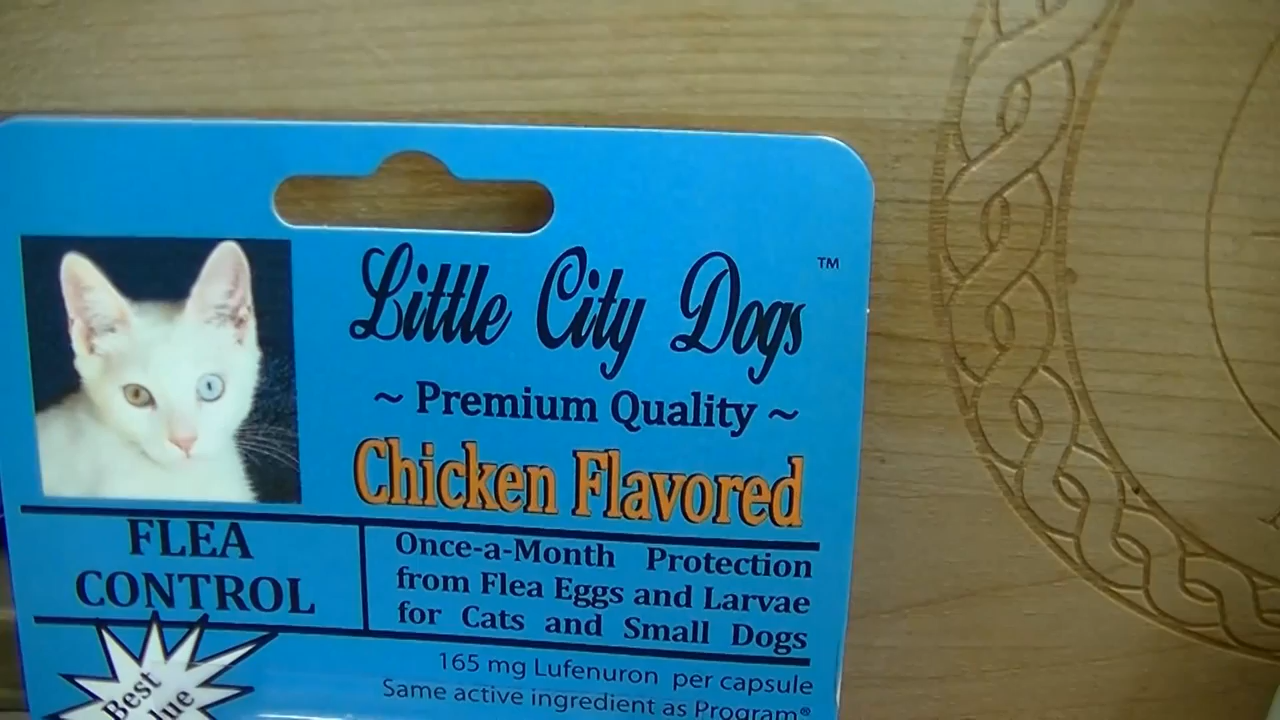 Little City Dogs ™
~ Premium Quality ~
Chicken Flavored
FLEA
CONTROL
Once-a-Month Protection
from Flea Eggs and Larvae
for Cats and Small Dogs
165 mg Lufenuron per capsule
Same active ingredient as Program®
Best